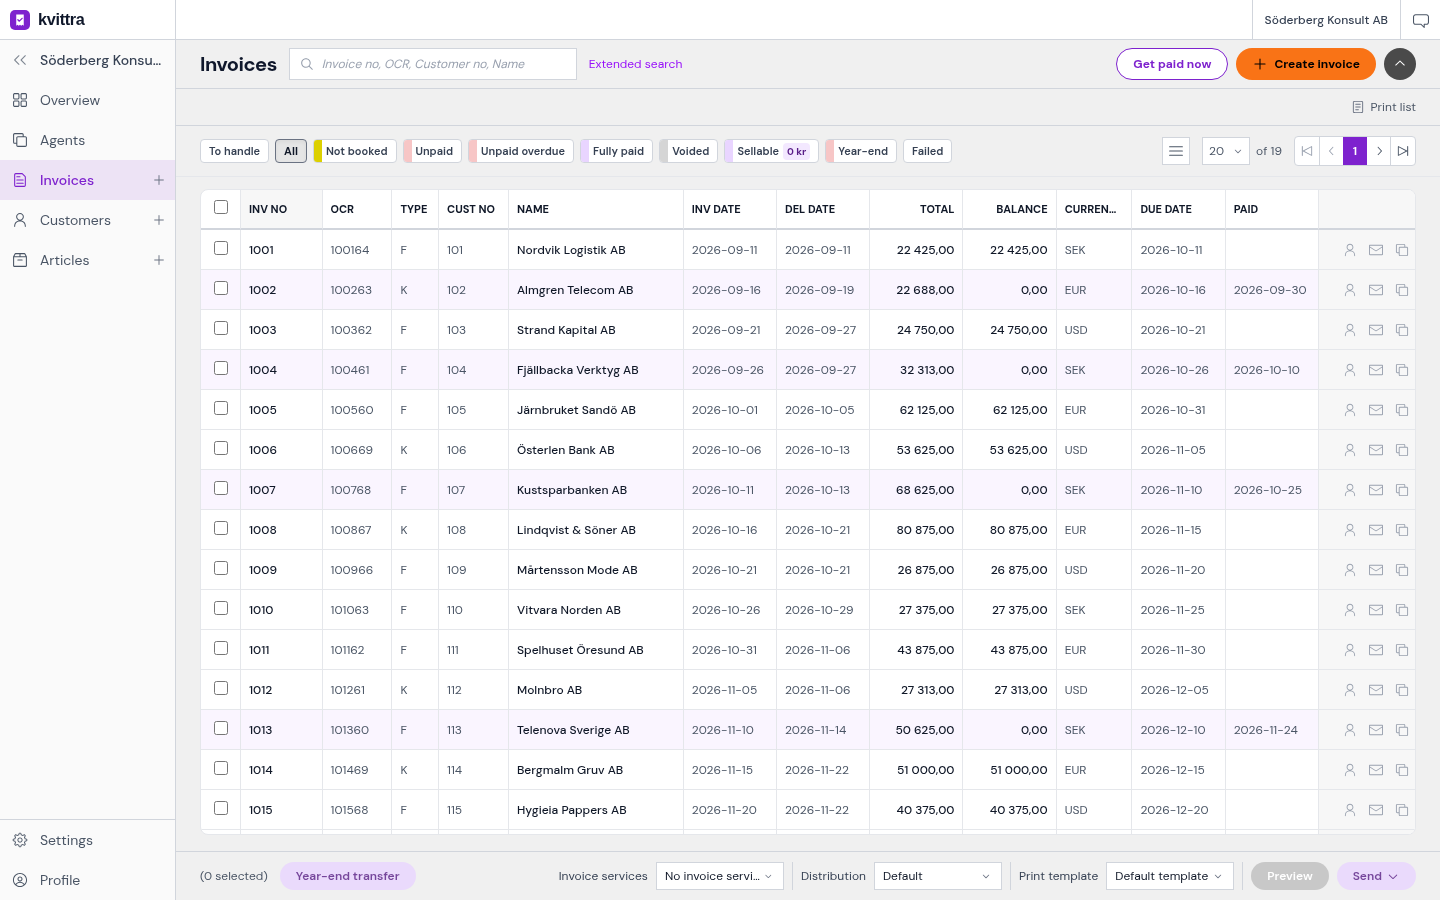 kvittra
Söderberg Konsult AB
Söderberg Konsu...
Overview
Agents
Invoices
Customers
Articles
Settings
Profile
Invoices
Invoice no, OCR, Customer no, Name
Extended search
Get paid now
Create invoice
Print list
To handle All Not booked Unpaid Unpaid overdue Fully paid Voided Sellable 0 kr Year-end Failed
20 of 19 1
INV NO OCR TYPE CUST NO NAME INV DATE DEL DATE TOTAL BALANCE CURREN... DUE DATE PAID
1001 100164 F 101 Nordvik Logistik AB 2026-09-11 2026-09-11 22 425,00 22 425,00 SEK 2026-10-11
1002 100263 K 102 Almgren Telecom AB 2026-09-16 2026-09-19 22 688,00 0,00 EUR 2026-10-16 2026-09-30
1003 100362 F 103 Strand Kapital AB 2026-09-21 2026-09-27 24 750,00 24 750,00 USD 2026-10-21
1004 100461 F 104 Fjällbacka Verktyg AB 2026-09-26 2026-09-27 32 313,00 0,00 SEK 2026-10-26 2026-10-10
1005 100560 F 105 Järnbruket Sandö AB 2026-10-01 2026-10-05 62 125,00 62 125,00 EUR 2026-10-31
1006 100669 K 106 Österlen Bank AB 2026-10-06 2026-10-13 53 625,00 53 625,00 USD 2026-11-05
1007 100768 F 107 Kustsparbanken AB 2026-10-11 2026-10-13 68 625,00 0,00 SEK 2026-11-10 2026-10-25
1008 100867 K 108 Lindqvist & Söner AB 2026-10-16 2026-10-21 80 875,00 80 875,00 EUR 2026-11-15
1009 100966 F 109 Mårtensson Mode AB 2026-10-21 2026-10-21 26 875,00 26 875,00 USD 2026-11-20
1010 101063 F 110 Vitvara Norden AB 2026-10-26 2026-10-29 27 375,00 27 375,00 SEK 2026-11-25
1011 101162 F 111 Spelhuset Öresund AB 2026-10-31 2026-11-06 43 875,00 43 875,00 EUR 2026-11-30
1012 101261 K 112 Molnbro AB 2026-11-05 2026-11-06 27 313,00 27 313,00 USD 2026-12-05
1013 101360 F 113 Telenova Sverige AB 2026-11-10 2026-11-14 50 625,00 0,00 SEK 2026-12-10 2026-11-24
1014 101469 K 114 Bergmalm Gruv AB 2026-11-15 2026-11-22 51 000,00 51 000,00 EUR 2026-12-15
1015 101568 F 115 Hygieia Pappers AB 2026-11-20 2026-11-22 40 375,00 40 375,00 USD 2026-12-20
(0 selected) Year-end transfer Invoice services No invoice servi... Distribution Default Print template Default template Preview Send